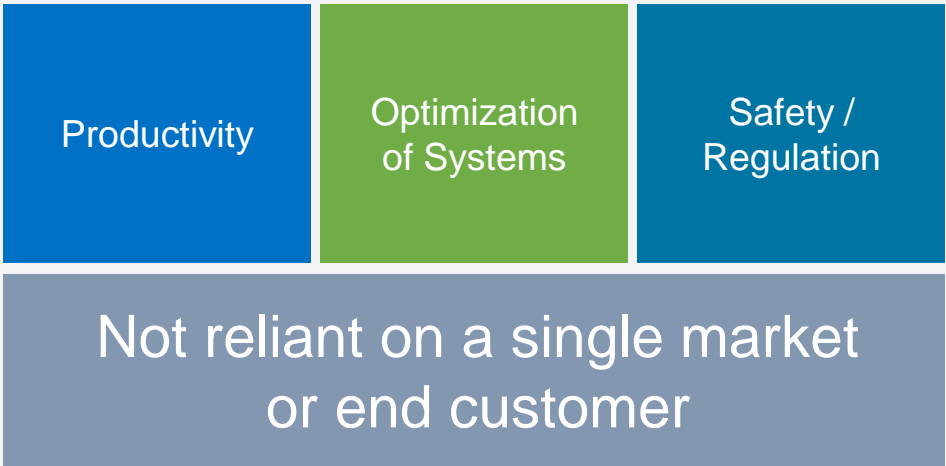 Productivity
Optimization
of Systems
Safety /
Regulation
Not reliant on a single market
or end customer